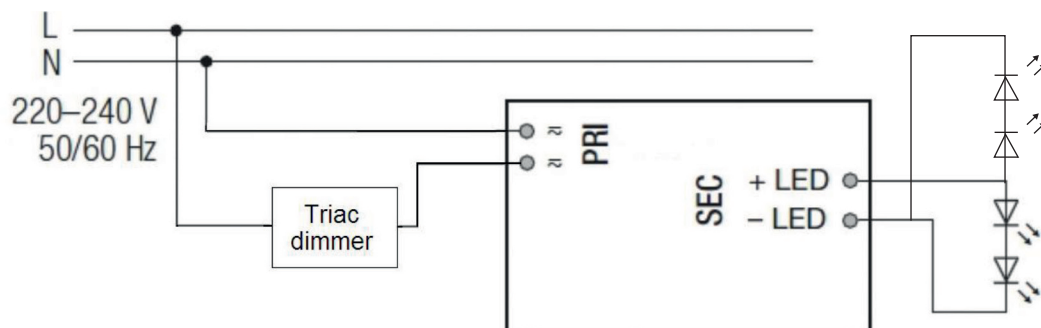 L
N
220–240 V
50/60 Hz
Triac
dimmer
≈ PRI
≈
SEC
+ LED
– LED